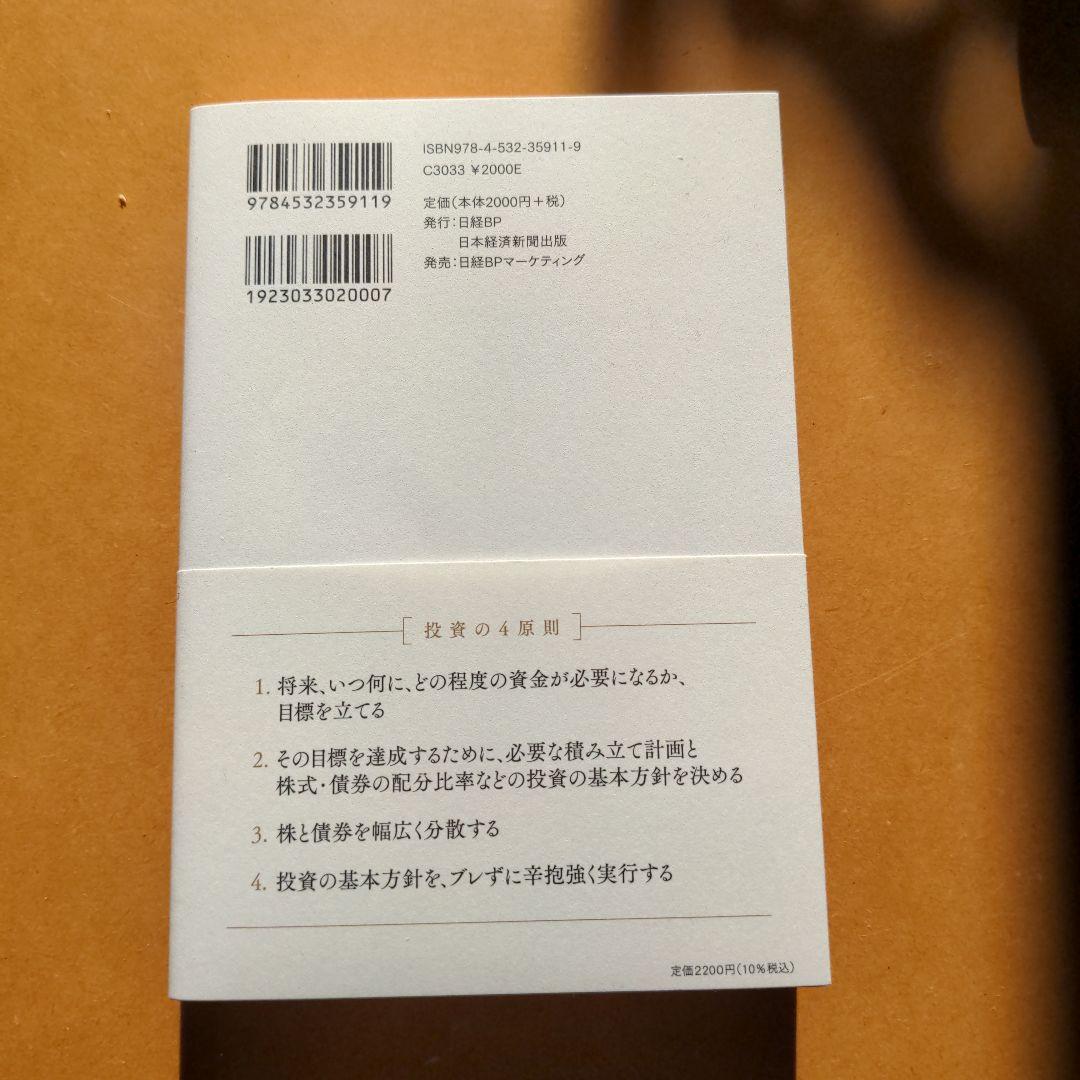 ISBN978-4-532-35911-9
C3033 ¥2000E
9784532359119
定価(本体2000円+税)
発行:日経BP
日本経済新聞出版
発売:日経BPマーケティング
1923033020007
投資の4原則
1. 将来、いつ何に、どの程度の資金が必要になるか、
目標を立てる
2. その目標を達成するために、必要な積み立て計画と
株式・債券の配分比率などの投資の基本方針を決める
3. 株と債券を幅広く分散する
4. 投資の基本方針を、ブレずに辛抱強く実行する
定価2200円(10%税込)